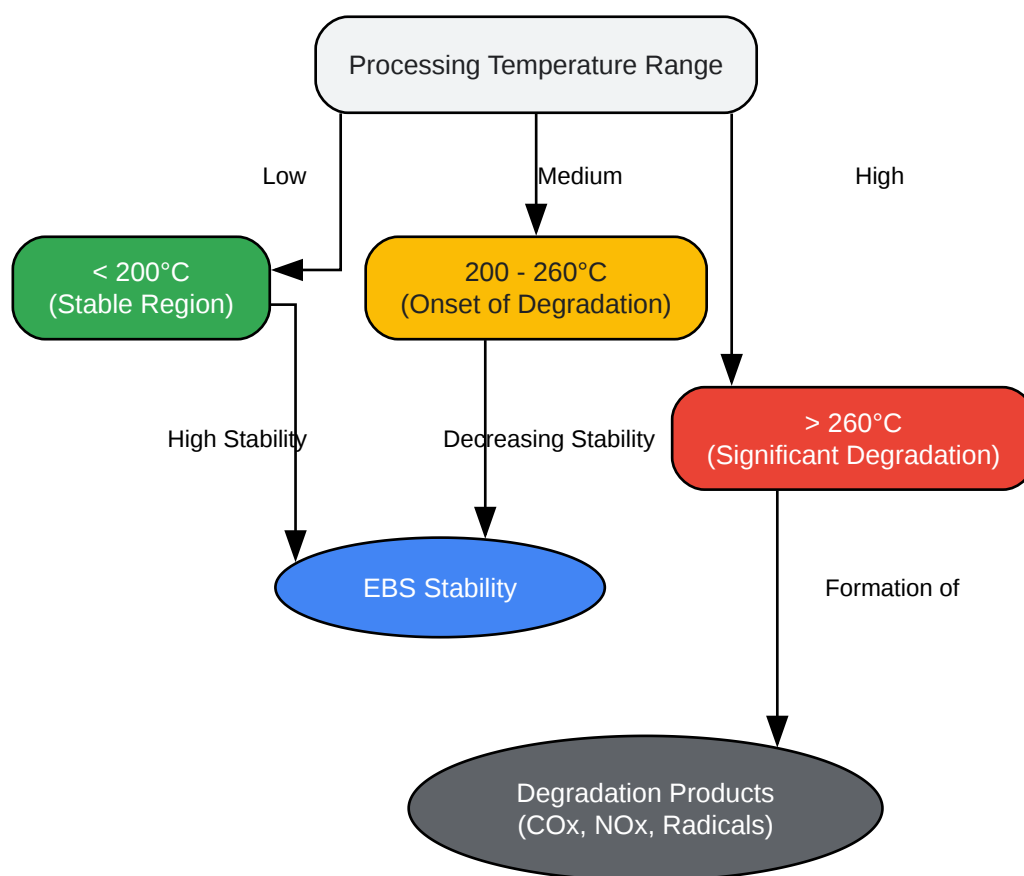 Processing Temperature Range
Low
Medium
High
< 200°C
(Stable Region)
200 - 260°C
(Onset of Degradation)
> 260°C
(Significant Degradation)
High Stability
Decreasing Stability
EBS Stability
Formation of
Degradation Products
(COx, NOx, Radicals)